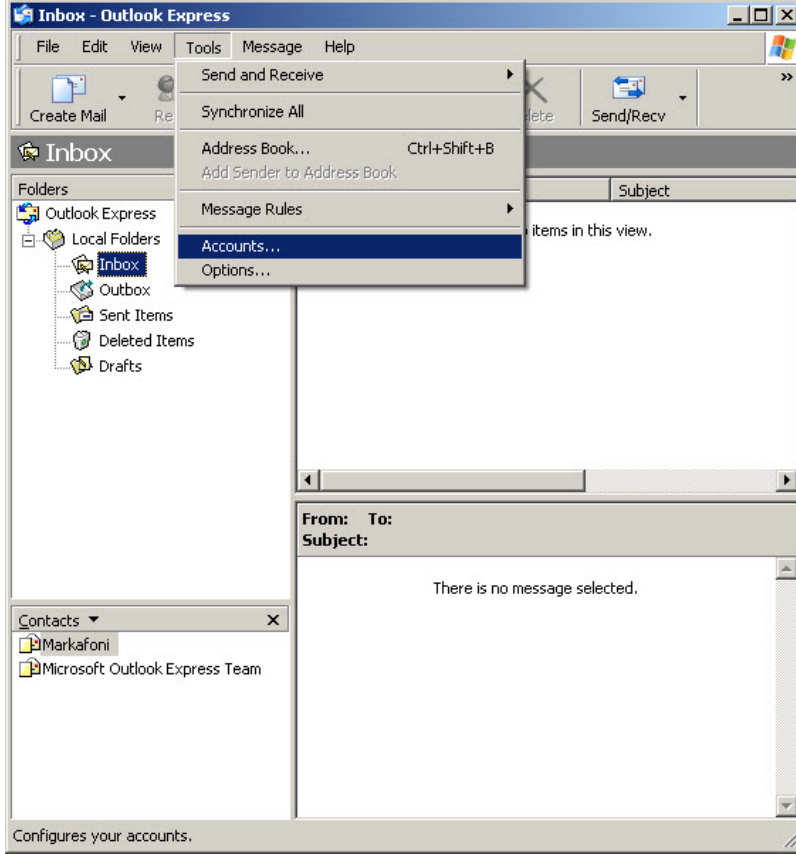 Inbox - Outlook Express
File Edit View Tools Message Help
Create Mail Re lete Send/Recv »
Send and Receive
Synchronize All
Address Book... Ctrl+Shift+B
Add Sender to Address Book
Message Rules
Accounts...
Options...
Inbox
Folders
Outlook Express
Local Folders
Inbox
Outbox
Sent Items
Deleted Items
Drafts
Subject
items in this view.
From: To:
Subject:
There is no message selected.
Contacts
Markafoni
Microsoft Outlook Express Team
Configures your accounts.